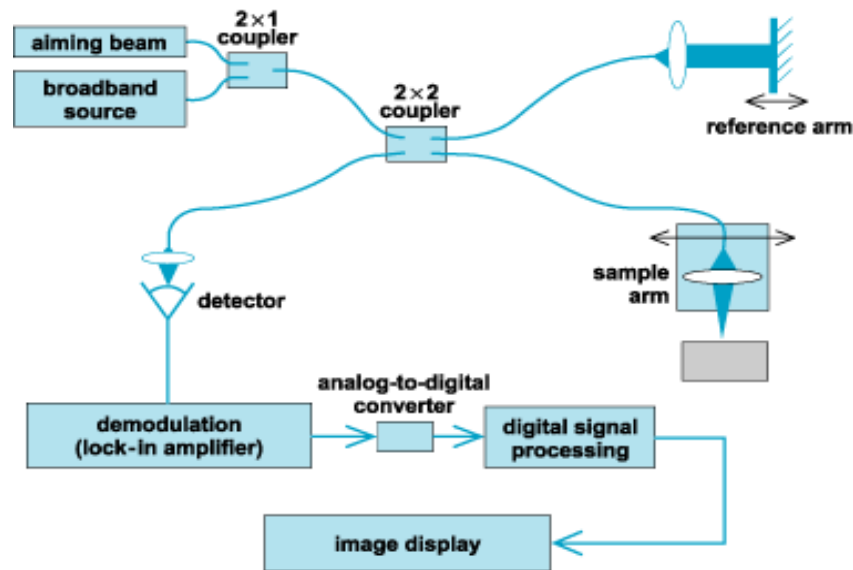 2×1
coupler
aiming beam
broadband
source
2×2
coupler
reference arm
sample
arm
detector
analog-to-digital
converter
demodulation
(lock-in amplifier)
digital signal
processing
image display